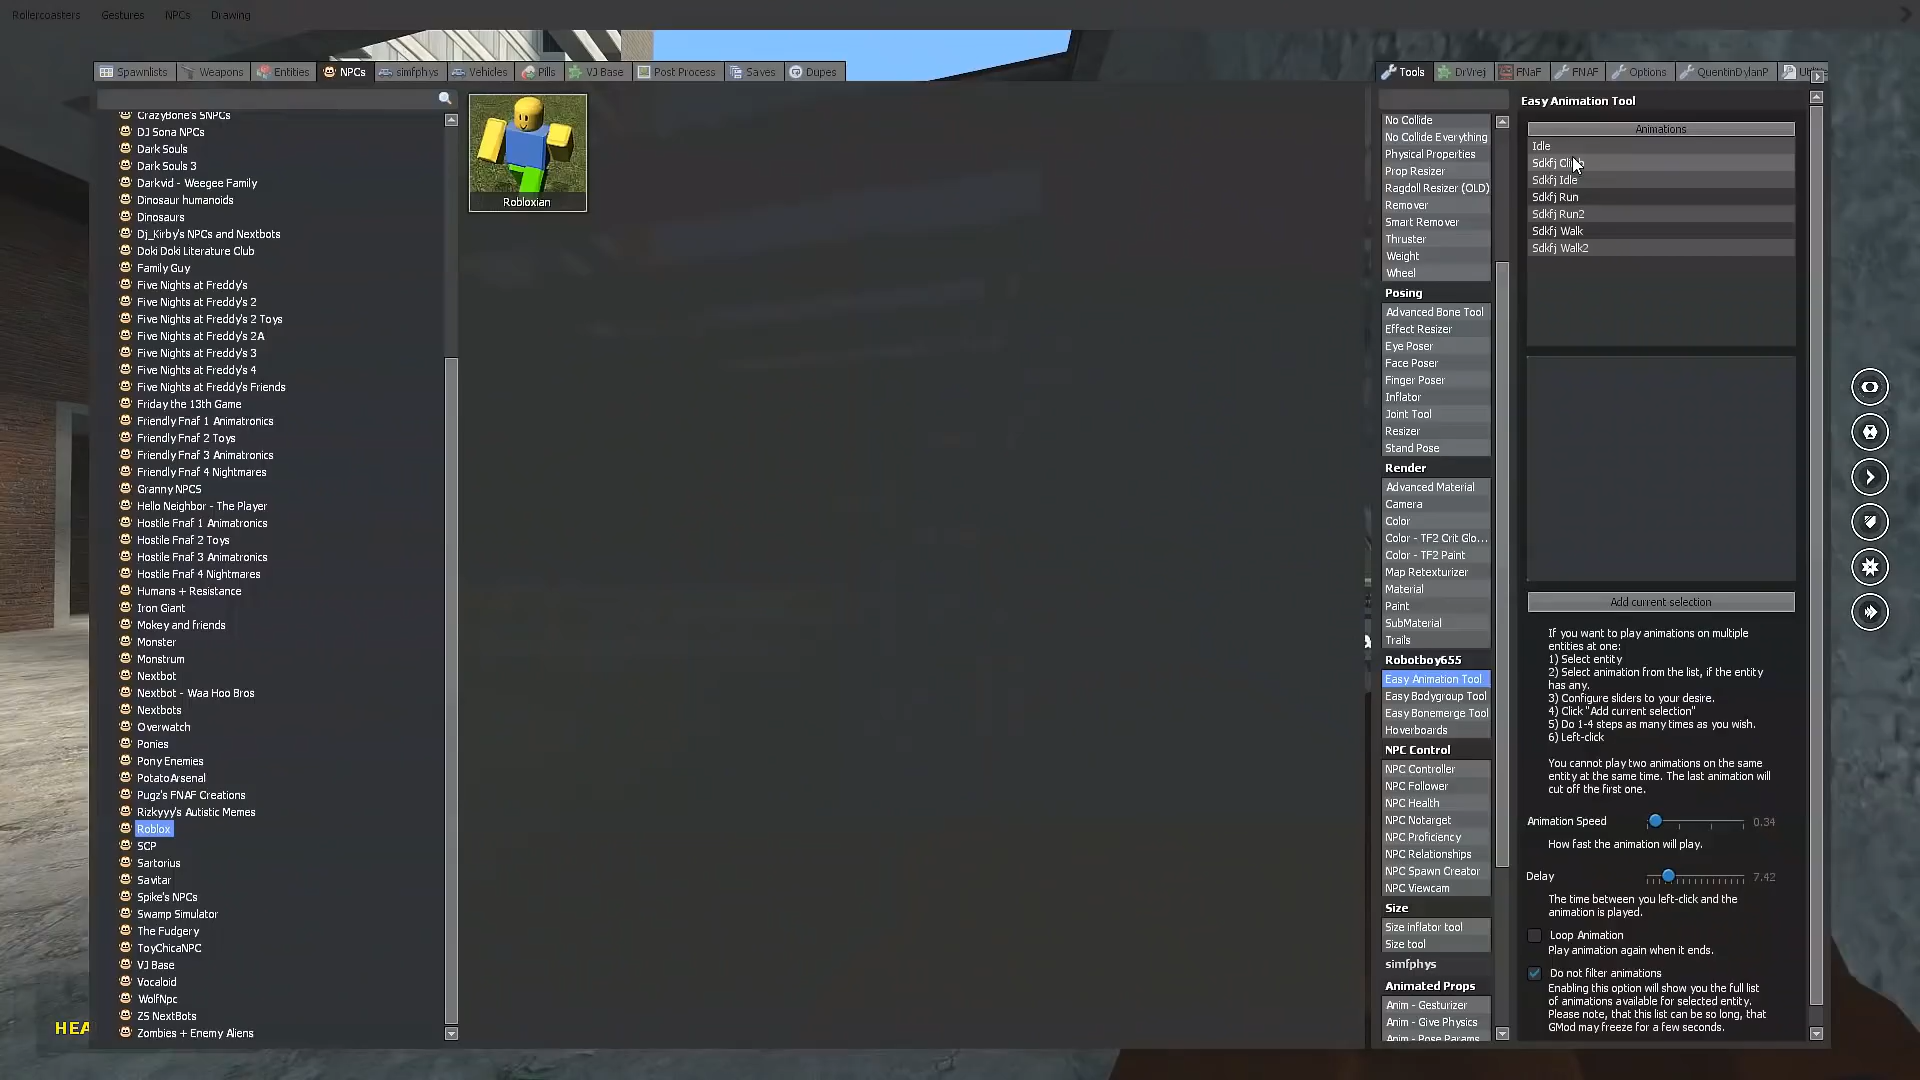 Rollercoasters Gestures NPCs Drawing
Spawnlists Weapons Entities NPCs simfphys Vehicles Pills VJ Base Post Process Saves Dupes
CrazyBone's SNPCs
DJ Sona NPCs
Dark Souls
Dark Souls 3
Darkvid - Weegee Family
Dinosaur humanoids
Dinosaurs
Dj_Kirby's NPCs and Nextbots
Doki Doki Literature Club
Family Guy
Five Nights at Freddy's
Five Nights at Freddy's 2
Five Nights at Freddy's 2 Toys
Five Nights at Freddy's 2A
Five Nights at Freddy's 3
Five Nights at Freddy's 4
Five Nights at Freddy's Friends
Friday the 13th Game
Friendly Fnaf 1 Animatronics
Friendly Fnaf 2 Toys
Friendly Fnaf 3 Animatronics
Friendly Fnaf 4 Nightmares
Granny NPCS
Hello Neighbor - The Player
Hostile Fnaf 1 Animatronics
Hostile Fnaf 2 Toys
Hostile Fnaf 3 Animatronics
Hostile Fnaf 4 Nightmares
Humans + Resistance
Iron Giant
Mokey and friends
Monster
Monstrum
Nextbot
Nextbot - Waa Hoo Bros
Nextbots
Overwatch
Ponies
Pony Enemies
PotatoArsenal
Pugz's FNAF Creations
Rizkyyy's Autistic Memes
Roblox
SCP
Sartorius
Savitar
Spike's NPCs
Swamp Simulator
The Fudgery
ToyChicaNPC
VJ Base
Vocaloid
WolfNpc
ZS NextBots
Zombies + Enemy Aliens
HEA
Robloxian
Tools DrVrej FNaF FNAF Options QuentinDylanP
No Collide
No Collide Everything
Physical Properties
Prop Resizer
Ragdoll Resizer (OLD)
Remover
Smart Remover
Thruster
Weight
Wheel
Posing
Advanced Bone Tool
Effect Resizer
Eye Poser
Face Poser
Finger Poser
Inflator
Joint Tool
Resizer
Stand Pose
Render
Advanced Material
Camera
Color
Color - TF2 Crit Glo...
Color - TF2 Paint
Map Retexturizer
Material
Paint
SubMaterial
Trails
Robotboy655
Easy Animation Tool
Easy Bodygroup Tool
Easy Bonemerge Tool
Hoverboards
NPC Control
NPC Controller
NPC Follower
NPC Health
NPC Notarget
NPC Proficiency
NPC Relationships
NPC Spawn Creator
NPC Viewcam
Size
Size inflator tool
Size tool
simfphys
Animated Props
Anim - Gesturizer
Anim - Give Physics
Anim - Pose Params
Easy Animation Tool
Animations
Idle
Sdkfj
Sdkfj Idle
Sdkfj Run
Sdkfj Run2
Sdkfj Walk
Sdkfj Walk2
Add current selection
If you want to play animations on multiple
entities at one:
1) Select entity
2) Select animation from the list, if the entity
has any.
3) Configure sliders to your desire.
4) Click "Add current selection"
5) Do 1-4 steps as many times as you wish.
6) Left-click
You cannot play two animations on the same
entity at the same time. The last animation will
cut off the first one.
Animation Speed 0.34
How fast the animation will play.
Delay 7.42
The time between you left-click and the
animation is played.
Loop Animation
Play animation again when it ends.
Do not filter animations
Enabling this option will show you the full list
of animations available for selected entity.
Please note, that this list can be so long, that
GMod may freeze for a few seconds.